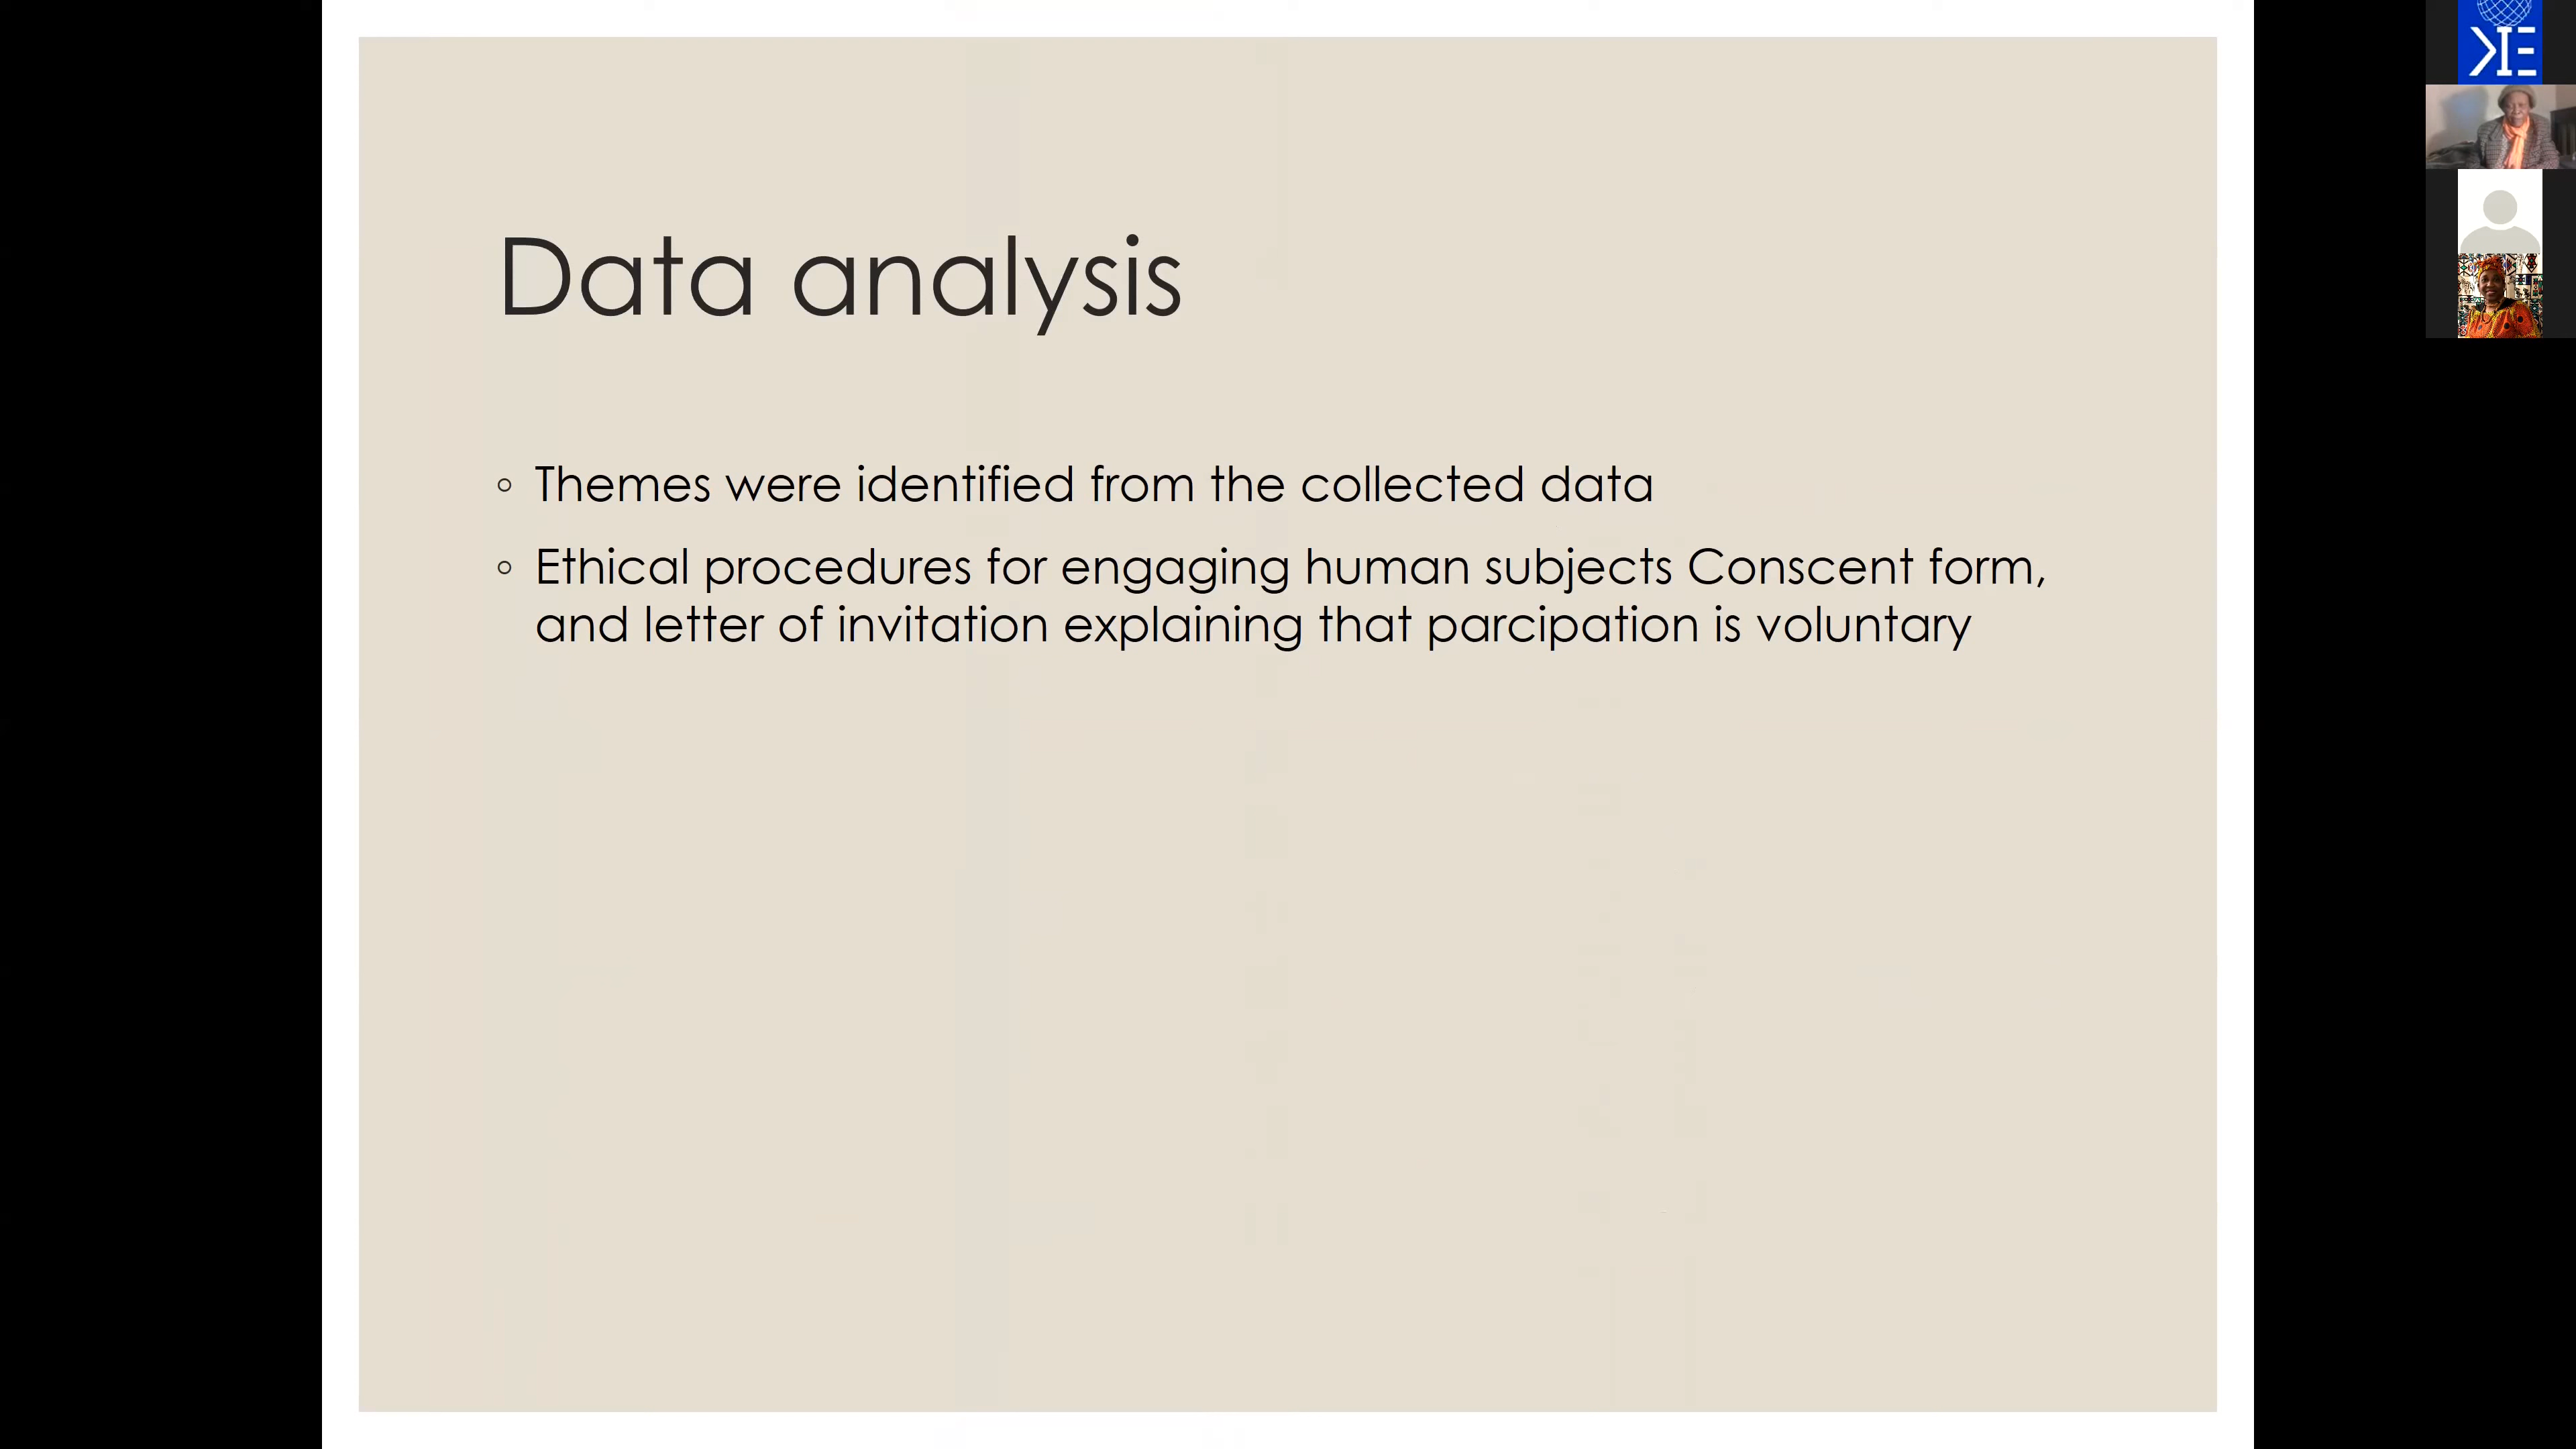 Data analysis
◦ Themes were identified from the collected data
◦ Ethical procedures for engaging human subjects Conscent form,
and letter of invitation explaining that parcipation is voluntary